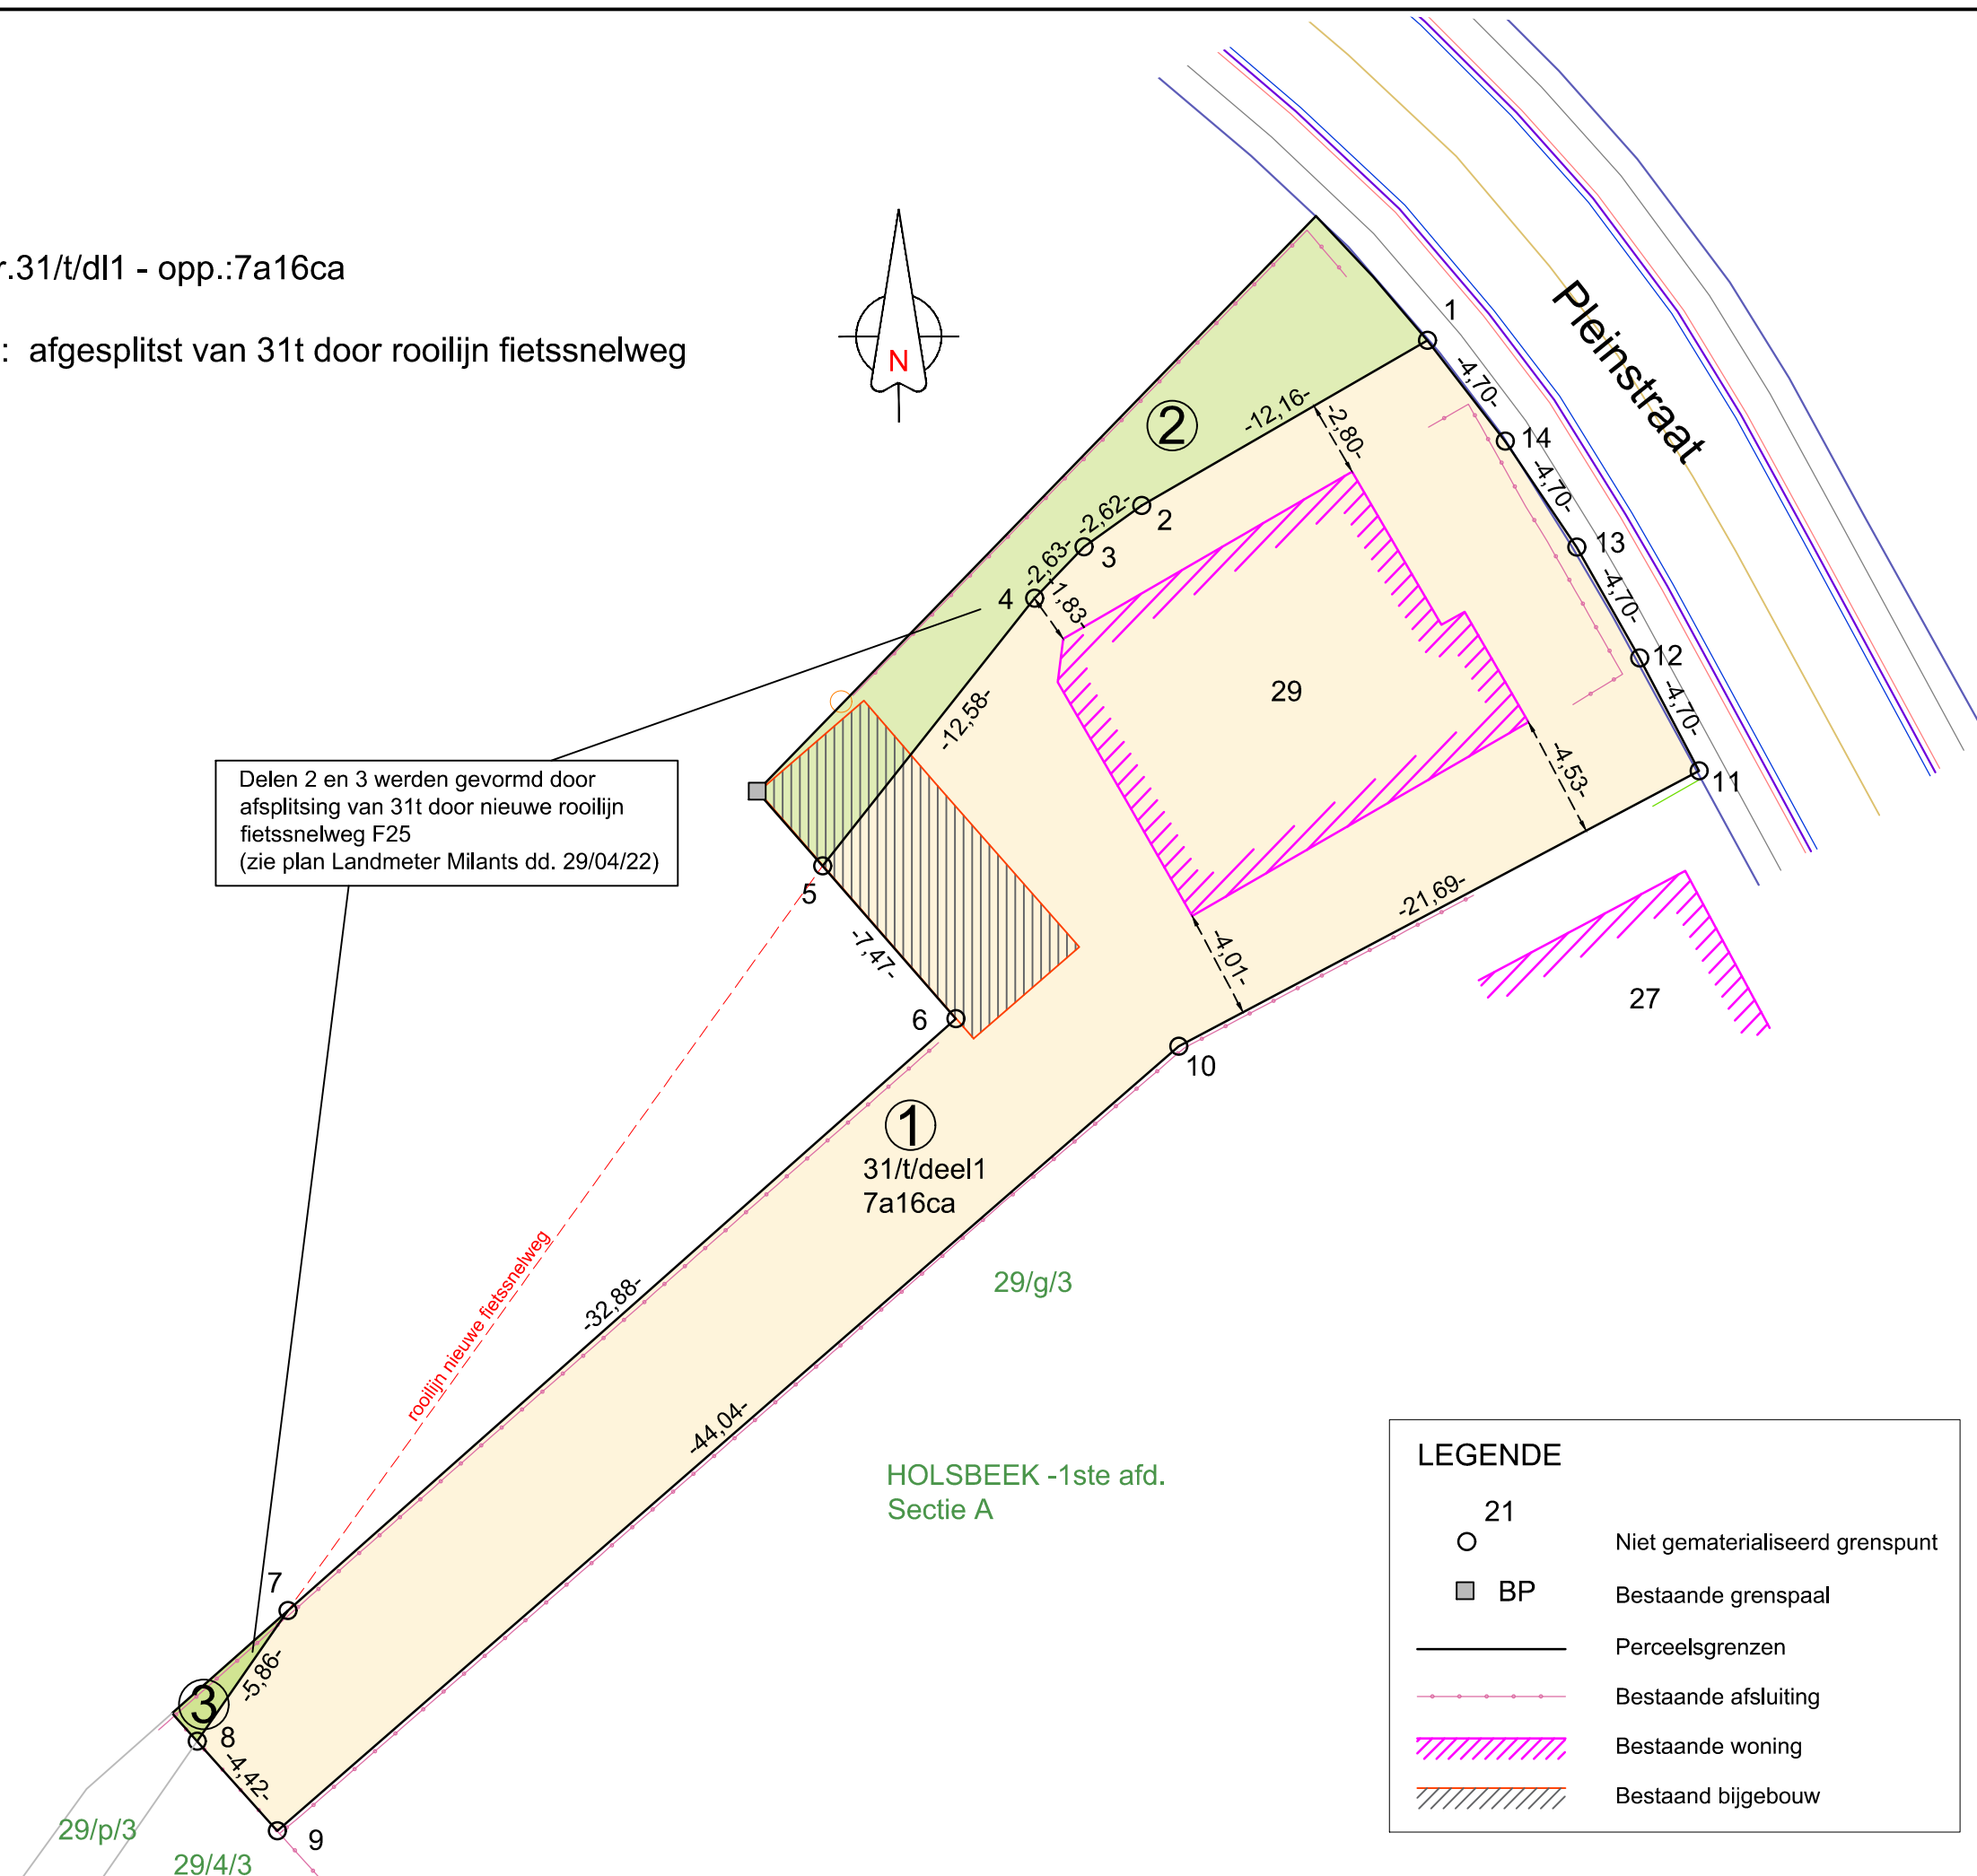 r.31/t/dl1 - opp.:7a16ca
: afgesplitst van 31t door rooilijn fietssnelweg
N
Pleinstraat
1
-4,70-
14
-4,70-
13
-4,70-
12
-4,70-
11
2
-12,16-
-2,80-
2
-2,62-
3
-2,63-
4
-1,83-
-12,58-
29
-4,53-
-21,69-
-4,01-
27
Delen 2 en 3 werden gevormd door
afsplitsing van 31t door nieuwe rooilijn
fietssnelweg F25
(zie plan Landmeter Milants dd. 29/04/22)
5
-7,47-
6
10
1
31/t/deel1
7a16ca
rooilijn nieuwe fietssnelweg
-32,88-
29/g/3
-44,04-
HOLSBEEK -1ste afd.
Sectie A
7
-5,86-
3
8
-4,42-
9
29/p/3
29/4/3
LEGENDE
21
Niet gematerialiseerd grenspunt
BP Bestaande grenspaal
Perceelsgrenzen
Bestaande afsluiting
Bestaande woning
Bestaand bijgebouw